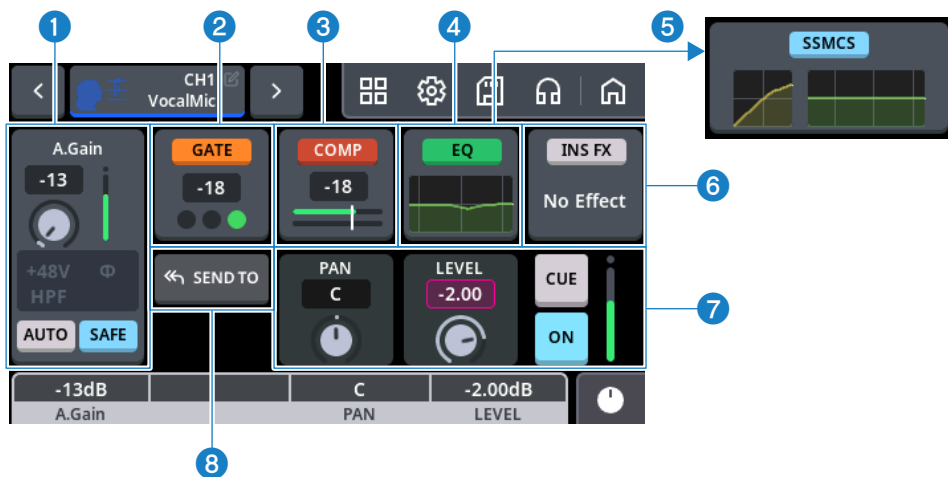 1
2
3
4
5
SSMCS
CH1
VocalMic
A.Gain
-13
+48V Φ
HPF
AUTO SAFE
GATE
-18
COMP
-18
EQ
INS FX
No Effect
6
SEND TO
PAN
C
LEVEL
-2.00
CUE
ON
7
-13dB C -2.00dB
A.Gain PAN LEVEL
8